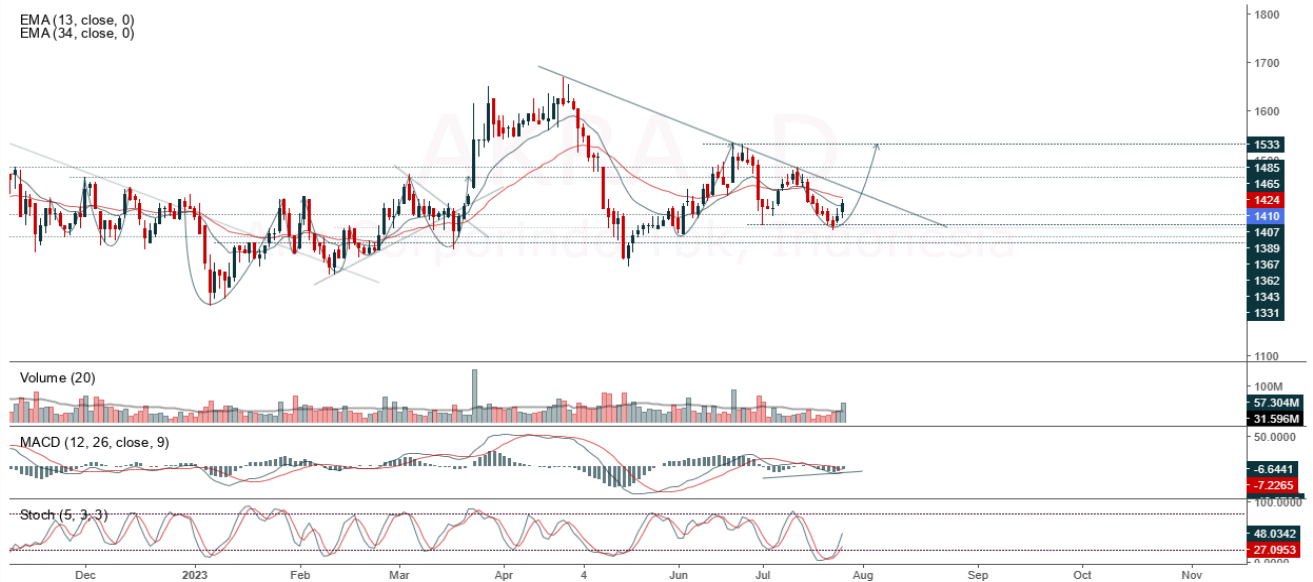 EMA (13, close, 0)
EMA (34, close, 0)
1800
1700
1600
1533
1485
1465
1424
1410
1407
1389
1367
1362
1343
1331
1100
Volume (20)
100M
57.304M
31.596M
MACD (12, 26, close, 9)
50.0000
-6.6441
-7.2265
100.0000
Stoch (5, 3, 3)
48.0342
27.0953
0.0000
Dec 2023 Feb Mar Apr 4 Jun Jul Aug Sep Oct Nov